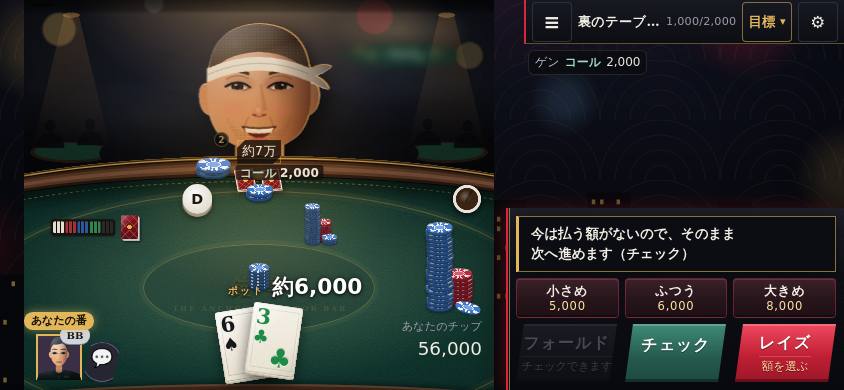 裏のテーブ… 1,000/2,000 目標 ▾
ゲン コール 2,000
2
約7万
コール 2,000
D
ポット 約6,000
あなたの番
BB
6
3
あなたのチップ
56,000
今は払う額がないので、そのまま
次へ進めます（チェック）
小さめ
5,000
ふつう
6,000
大きめ
8,000
フォールド
チェックできます
チェック
レイズ
額を選ぶ